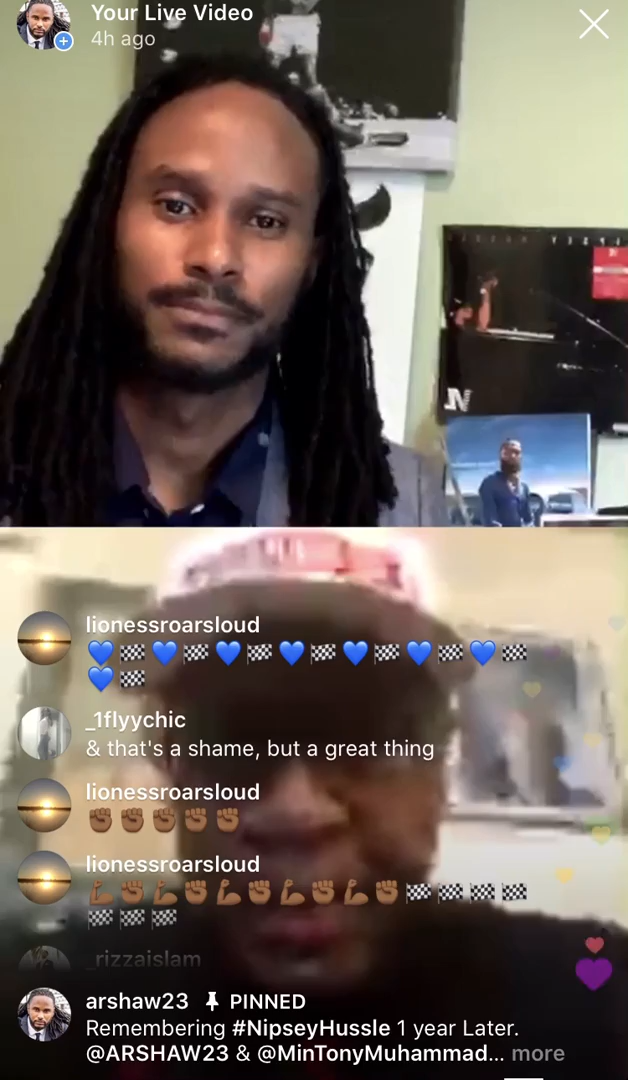 Your Live Video
4h ago
lionessroarsloud
💙🏁💙🏁💙🏁💙🏁💙🏁💙🏁💙🏁
💙🏁
_1flyychic
& that's a shame, but a great thing
lionessroarsloud
✊🏾✊🏾✊🏾✊🏾✊🏾
lionessroarsloud
💪🏾✊🏾💪🏾✊🏾💪🏾✊🏾💪🏾✊🏾💪🏾✊🏾🏁🏁🏁🏁
🏁🏁🏁
_rizzaislam
arshaw23 📌 PINNED
Remembering #NipseyHussle 1 year Later.
@ARSHAW23 & @MinTonyMuhammad... more